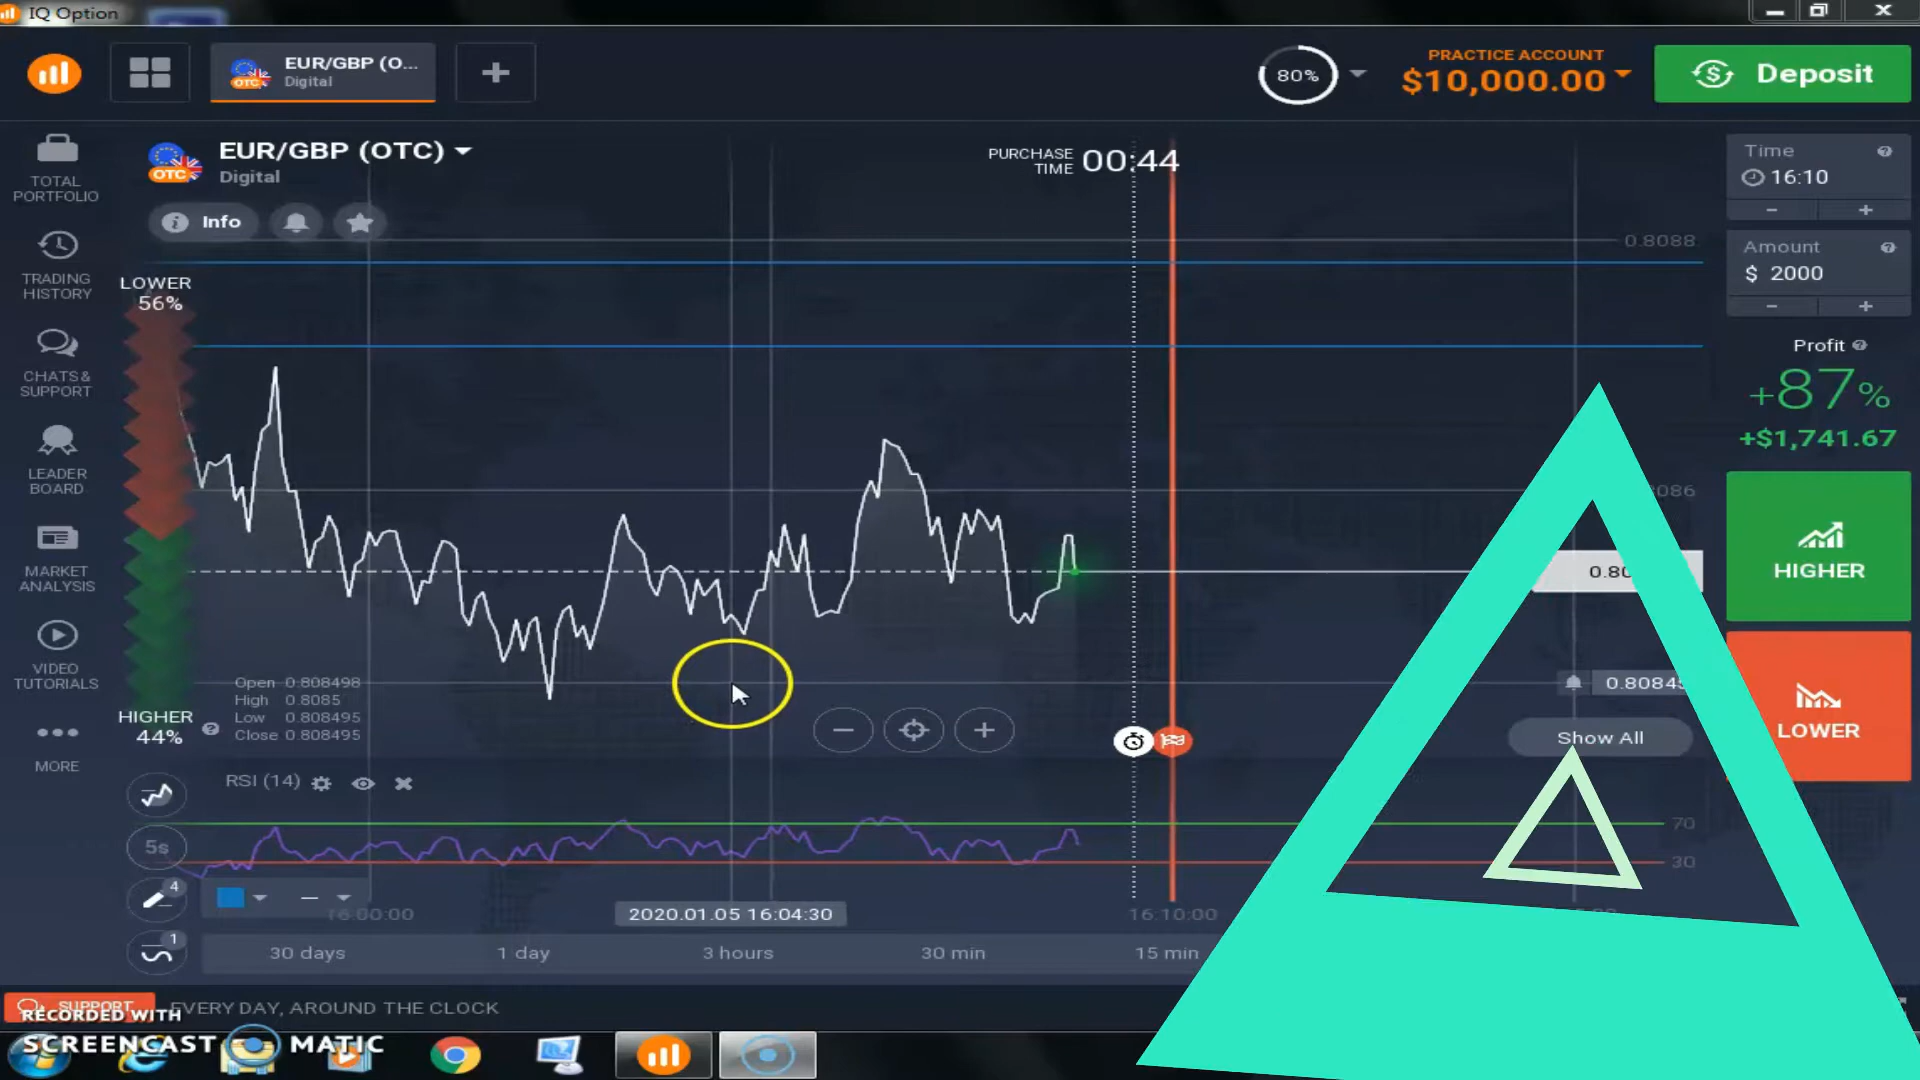 IQ Option
EUR/GBP (O...
Digital
80%
PRACTICE ACCOUNT
$10,000.00
Deposit
EUR/GBP (OTC)
Digital
OTC
PURCHASE
TIME
00:44
Info
TOTAL
PORTFOLIO
TRADING
HISTORY
CHATS &
SUPPORT
LEADER
BOARD
MARKET
ANALYSIS
VIDEO
TUTORIALS
MORE
LOWER
56%
HIGHER
44%
Open 0.808498
High 0.8085
Low 0.808495
Close 0.808495
0.8088
Time
16:10
Amount
$ 2000
Profit
+87%
+$1,741.67
HIGHER
LOWER
Show All
RSI (14)
70
30
5s
4
1
16:00:00
2020.01.05 16:04:30
16:10:00
30 days
1 day
3 hours
30 min
15 min
SUPPORT
EVERY DAY, AROUND THE CLOCK
RECORDED WITH
SCREENCAST MATIC